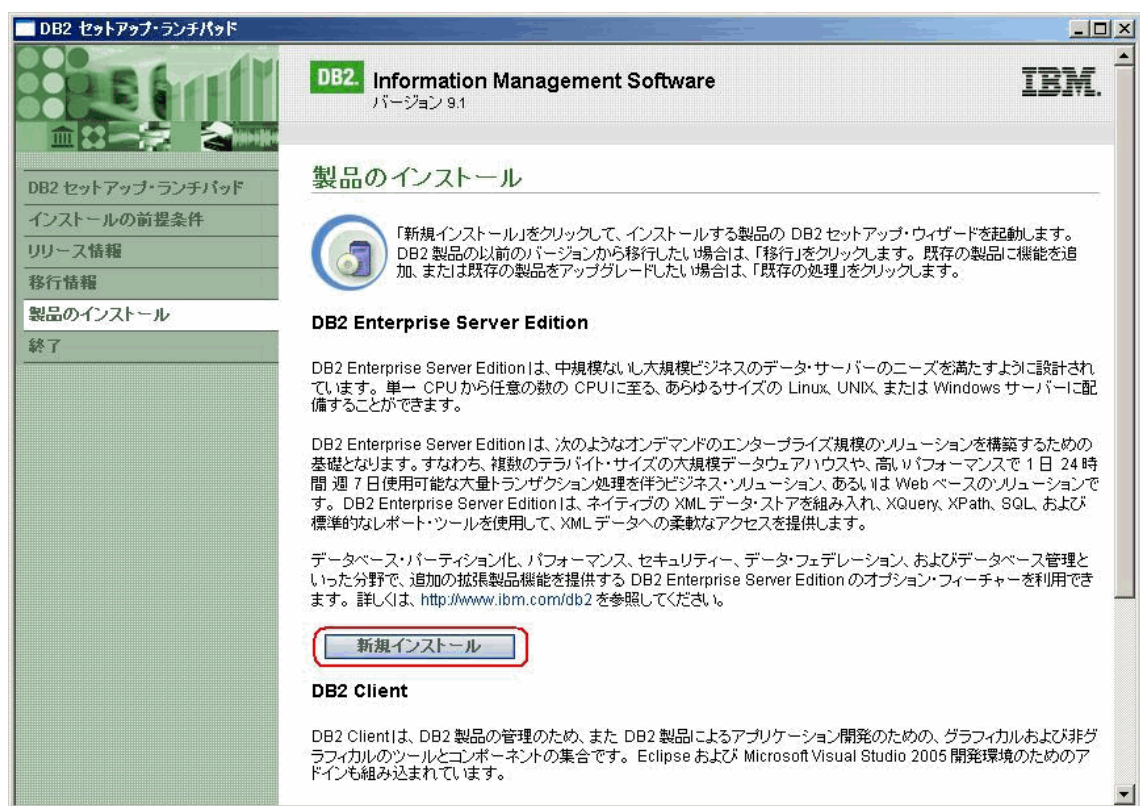 DB2 セットアップ・ランチパッド
DB2. Information Management Software
バージョン 9.1
IBM.
DB2 セットアップ・ランチパッド
インストールの前提条件
リリース情報
移行情報
製品のインストール
終了
製品のインストール
「新規インストール」をクリックして、インストールする製品の DB2 セットアップ・ウィザードを起動します。
DB2 製品の以前のバージョンから移行したい場合は、「移行」をクリックします。既存の製品に機能を追
加、または既存の製品をアップグレードしたい場合は、「既存の処理」をクリックします。
DB2 Enterprise Server Edition
DB2 Enterprise Server Edition は、中規模ないし大規模ビジネスのデータ・サーバーのニーズを満たすように設計され
ています。単一 CPU から任意の数の CPU に至る、あらゆるサイズの Linux、UNIX、または Windows サーバーに配
備することができます。
DB2 Enterprise Server Edition は、次のようなオンデマンドのエンタープライズ規模のソリューションを構築するための
基礎となります。すなわち、複数のテラバイト・サイズの大規模データウェアハウスや、高いパフォーマンスで 1 日 24 時
間 週 7 日使用可能な大量トランザクション処理を伴うビジネス・ソリューション、あるいは Web ベースのソリューションで
す。DB2 Enterprise Server Edition は、ネイティブの XML データ・ストアを組み入れ、XQuery、XPath、SQL、および
標準的なレポート・ツールを使用して、XML データへの柔軟なアクセスを提供します。
データベース・パーティション化、パフォーマンス、セキュリティー、データ・フェデレーション、およびデータベース管理と
いった分野で、追加の拡張製品機能を提供する DB2 Enterprise Server Edition のオプション・フィーチャーを利用でき
ます。詳しくは、http://www.ibm.com/db2 を参照してください。
新規インストール
DB2 Client
DB2 Client は、DB2 製品の管理のため、また DB2 製品によるアプリケーション開発のための、グラフィカルおよび非グ
ラフィカルのツールとコンポーネントの集合です。Eclipse および Microsoft Visual Studio 2005 開発環境のためのア
ドインも組み込まれています。